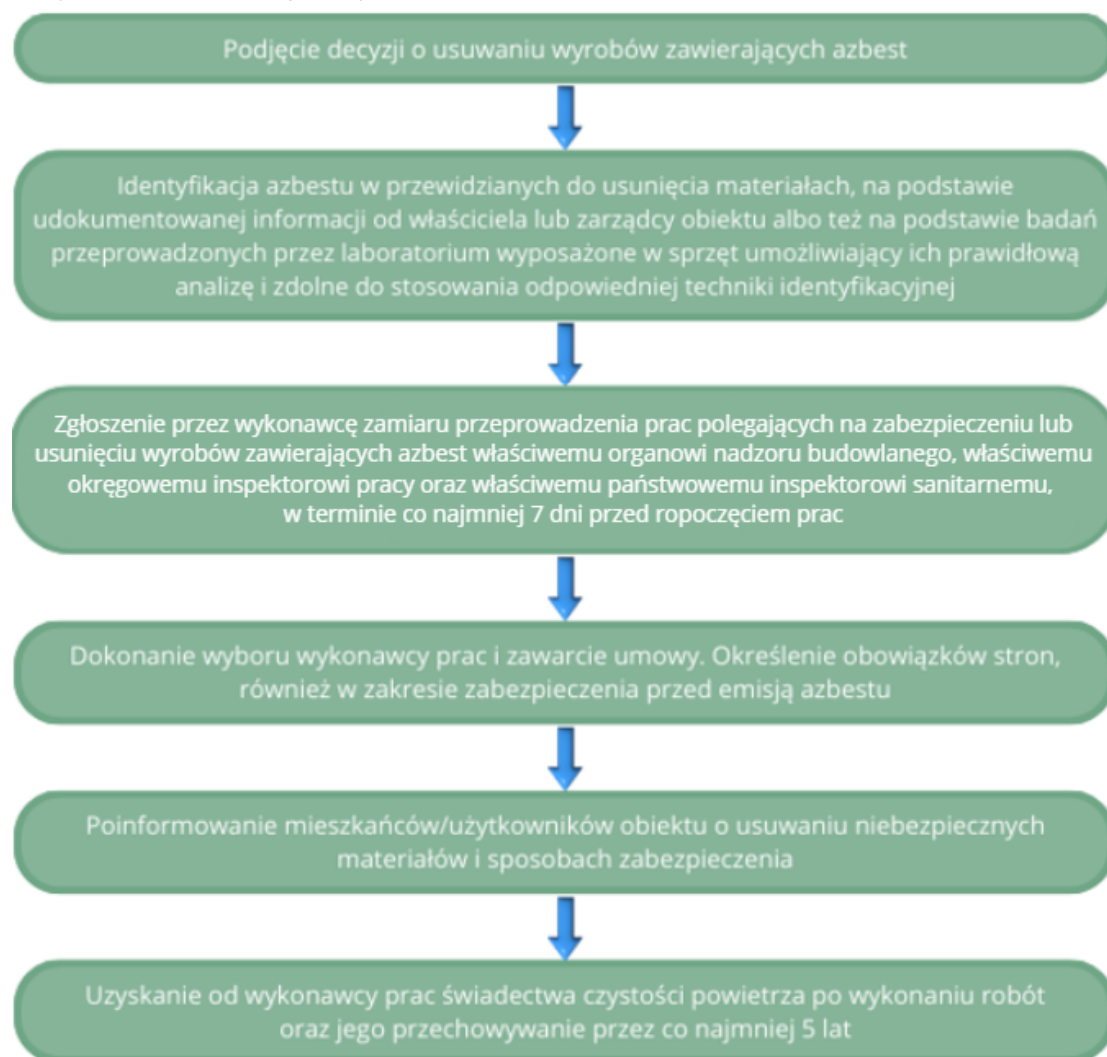 Podjęcie decyzji o usuwaniu wyrobów zawierających azbest
Identyfikacja azbestu w przewidzianych do usunięcia materiałach, na podstawie
udokumentowanej informacji od właściciela lub zarządcy obiektu albo też na podstawie badań
przeprowadzonych przez laboratorium wyposażone w sprzęt umożliwiający ich prawidłową
analizę i zdolne do stosowania odpowiedniej techniki identyfikacyjnej
Zgłoszenie przez wykonawcę zamiaru przeprowadzenia prac polegających na zabezpieczeniu lub
usunięciu wyrobów zawierających azbest właściwemu organowi nadzoru budowlanego, właściwemu
okręgowemu inspektorowi pracy oraz właściwemu państwowemu inspektorowi sanitarnemu,
w terminie co najmniej 7 dni przed ropoczęciem prac
Dokonanie wyboru wykonawcy prac i zawarcie umowy. Określenie obowiązków stron,
również w zakresie zabezpieczenia przed emisją azbestu
Poinformowanie mieszkańców/użytkowników obiektu o usuwaniu niebezpiecznych
materiałów i sposobach zabezpieczenia
Uzyskanie od wykonawcy prac świadectwa czystości powietrza po wykonaniu robót
oraz jego przechowywanie przez co najmniej 5 lat